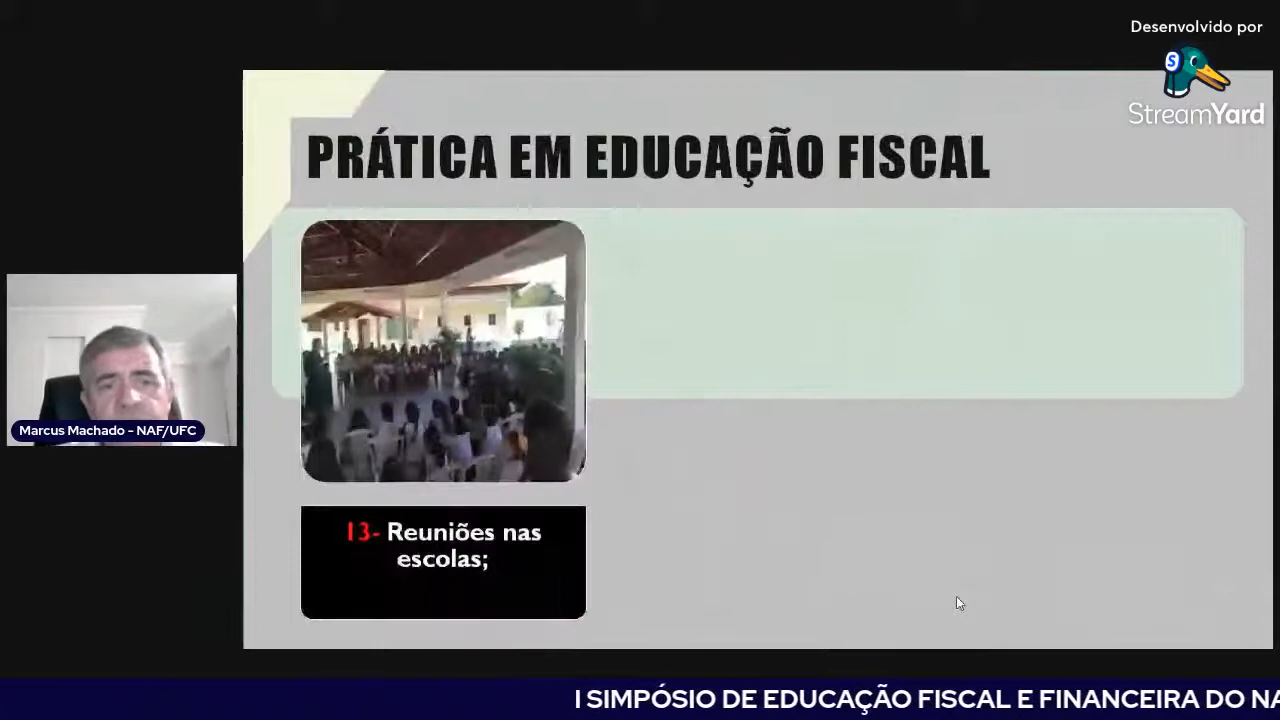 Desenvolvido por
StreamYard
PRÁTICA EM EDUCAÇÃO FISCAL
Marcus Machado - NAF/UFC
13- Reuniões nas
escolas;
I SIMPÓSIO DE EDUCAÇÃO FISCAL E FINANCEIRA DO NA